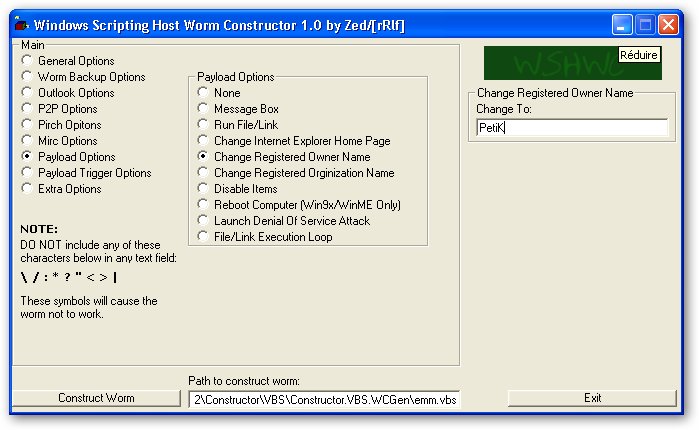 Windows Scripting Host Worm Constructor 1.0 by Zed/[rRlf]
Main
General Options
Worm Backup Options
Outlook Options
P2P Options
Pirch Opitons
Mirc Options
Payload Options
Payload Trigger Options
Extra Options
NOTE:
DO NOT include any of these
characters below in any text field:
\ / : * ? " < > |
These symbols will cause the
worm not to work.
Payload Options
None
Message Box
Run File/Link
Change Internet Explorer Home Page
Change Registered Owner Name
Change Registered Orginization Name
Disable Items
Reboot Computer (Win9x/WinME Only)
Launch Denial Of Service Attack
File/Link Execution Loop
WSHWC
Réduire
Change Registered Owner Name
Change To:
PetiK
Path to construct worm:
Construct Worm
2\Constructor\VBS\Constructor.VBS.WCGen\emm.vbs
Exit